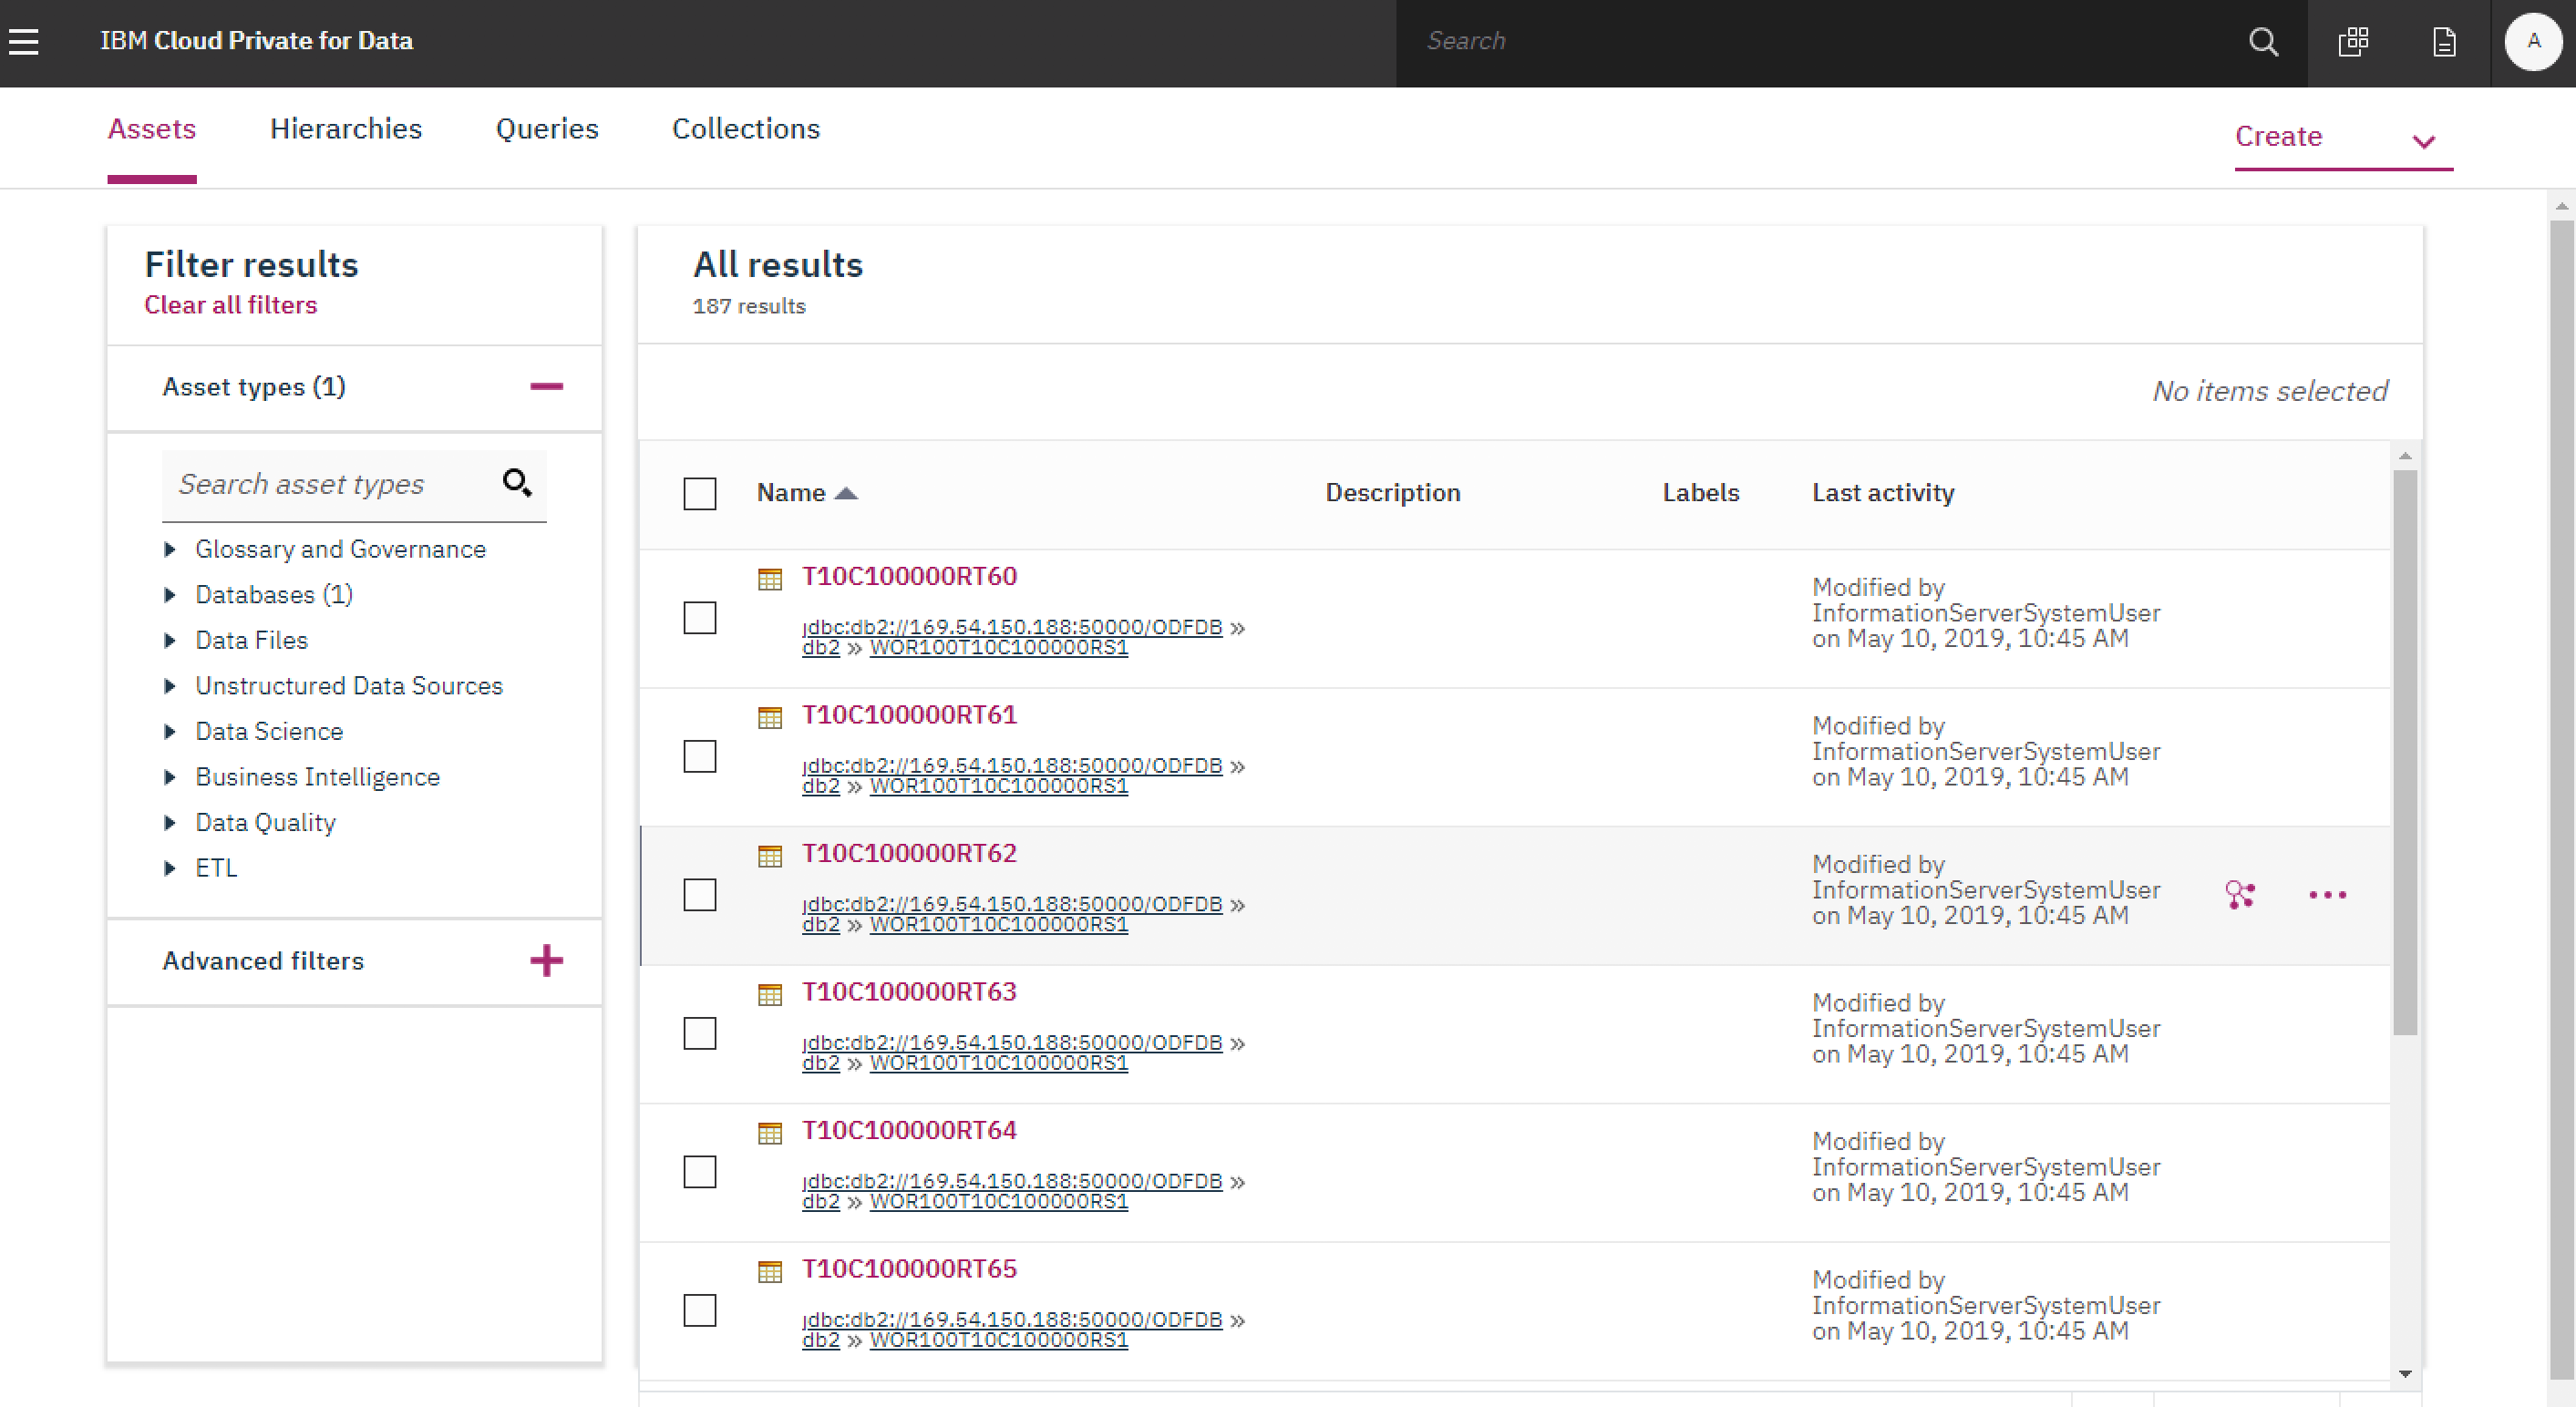 IBM Cloud Private for Data
Search
A
Assets
Hierarchies
Queries
Collections
Create
Filter results
Clear all filters
Asset types (1)
Search asset types
Glossary and Governance
Databases (1)
Data Files
Unstructured Data Sources
Data Science
Business Intelligence
Data Quality
ETL
Advanced filters
All results
187 results
No items selected
Name
Description
Labels
Last activity
T10C100000RT60
jdbc:db2://169.54.150.188:50000/ODFDB »
db2 » WOR100T10C100000RS1
Modified by
InformationServerSystemUser
on May 10, 2019, 10:45 AM
T10C100000RT61
jdbc:db2://169.54.150.188:50000/ODFDB »
db2 » WOR100T10C100000RS1
Modified by
InformationServerSystemUser
on May 10, 2019, 10:45 AM
T10C100000RT62
jdbc:db2://169.54.150.188:50000/ODFDB »
db2 » WOR100T10C100000RS1
Modified by
InformationServerSystemUser
on May 10, 2019, 10:45 AM
T10C100000RT63
jdbc:db2://169.54.150.188:50000/ODFDB »
db2 » WOR100T10C100000RS1
Modified by
InformationServerSystemUser
on May 10, 2019, 10:45 AM
T10C100000RT64
jdbc:db2://169.54.150.188:50000/ODFDB »
db2 » WOR100T10C100000RS1
Modified by
InformationServerSystemUser
on May 10, 2019, 10:45 AM
T10C100000RT65
jdbc:db2://169.54.150.188:50000/ODFDB »
db2 » WOR100T10C100000RS1
Modified by
InformationServerSystemUser
on May 10, 2019, 10:45 AM